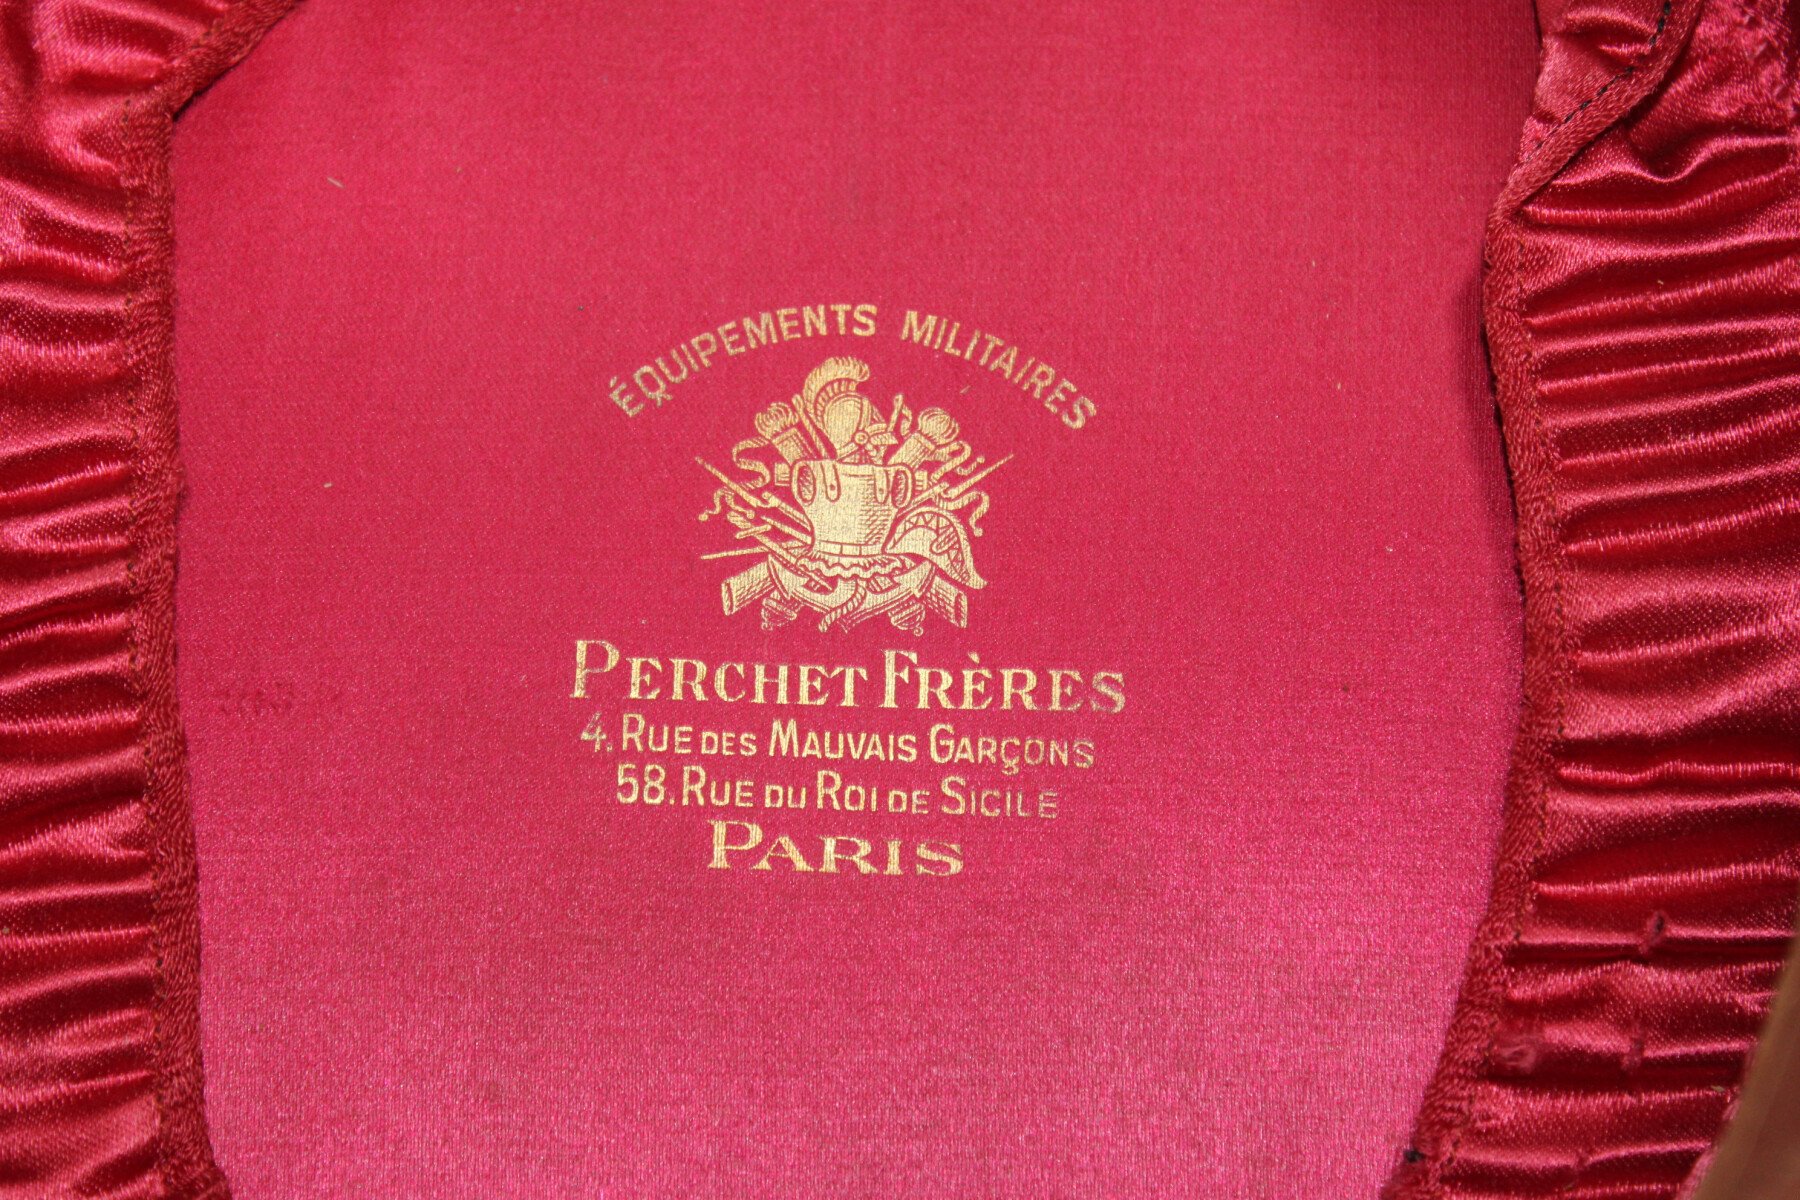 ÉQUIPEMENTS MILITAIRES
PERCHET FRÈRES
4. RUE DES MAUVAIS GARÇONS
58. RUE DU ROI DE SICILE
PARIS